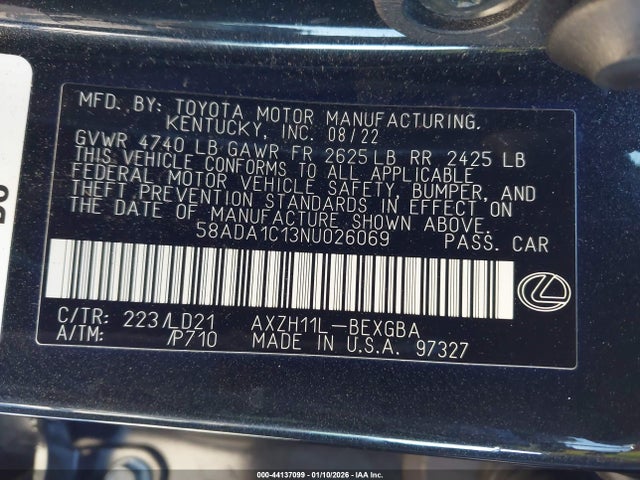 MFD. BY: TOYOTA MOTOR MANUFACTURING,
KENTUCKY, INC. 08/22
GVWR 4740 LB GAWR FR 2625 LB RR 2425 LB
THIS VEHICLE CONFORMS TO ALL APPLICABLE
FEDERAL MOTOR VEHICLE SAFETY, BUMPER, AND
THEFT PREVENTION STANDARDS IN EFFECT ON
THE DATE OF MANUFACTURE SHOWN ABOVE.
58ADA1C13NU026069 PASS. CAR
C/TR: 223/LD21 AXZH11L-BEXGBA
A/TM: /P710 MADE IN U.S.A. 97327
000-44137099 | 01/10/2026 - IAA Inc.